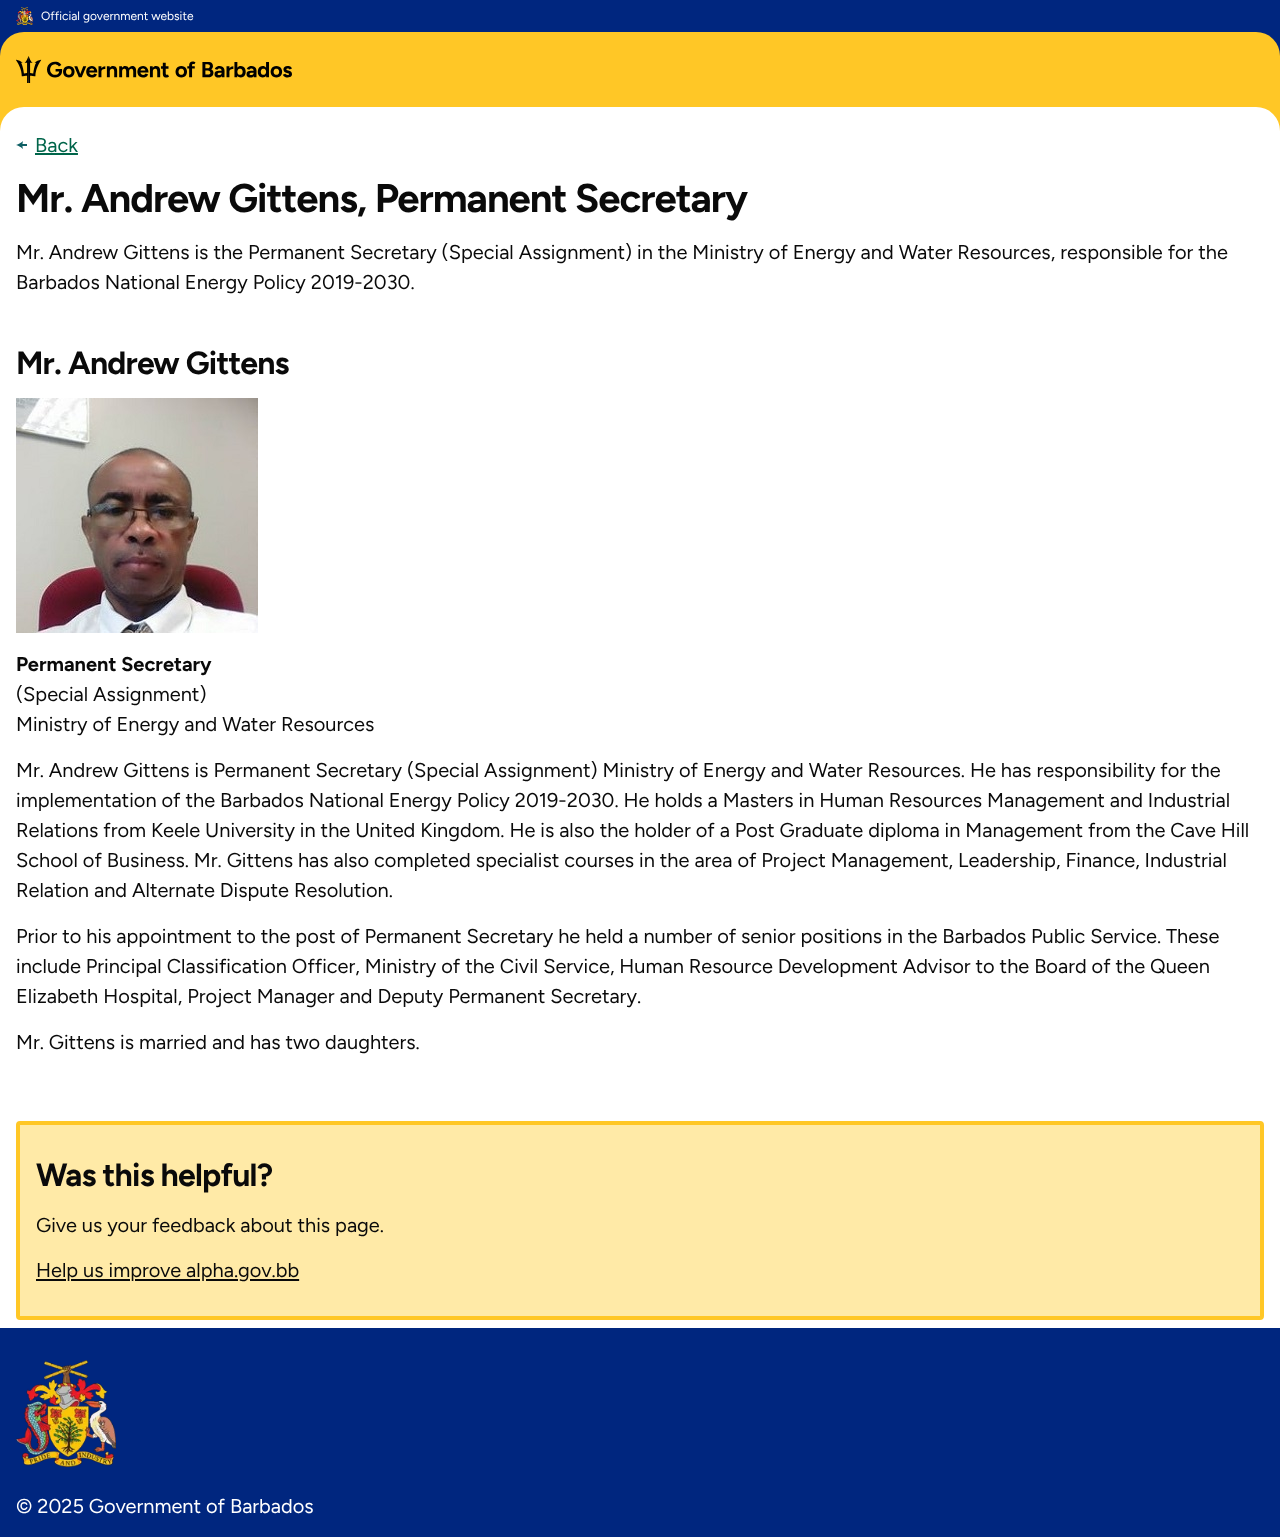 Official government website
Government of Barbados
Back
Mr. Andrew Gittens, Permanent Secretary
Mr. Andrew Gittens is the Permanent Secretary (Special Assignment) in the Ministry of Energy and Water Resources, responsible for the
Barbados National Energy Policy 2019-2030.
Mr. Andrew Gittens
Permanent Secretary
(Special Assignment)
Ministry of Energy and Water Resources
Mr. Andrew Gittens is Permanent Secretary (Special Assignment) Ministry of Energy and Water Resources. He has responsibility for the
implementation of the Barbados National Energy Policy 2019-2030. He holds a Masters in Human Resources Management and Industrial
Relations from Keele University in the United Kingdom. He is also the holder of a Post Graduate diploma in Management from the Cave Hill
School of Business. Mr. Gittens has also completed specialist courses in the area of Project Management, Leadership, Finance, Industrial
Relation and Alternate Dispute Resolution.
Prior to his appointment to the post of Permanent Secretary he held a number of senior positions in the Barbados Public Service. These
include Principal Classification Officer, Ministry of the Civil Service, Human Resource Development Advisor to the Board of the Queen
Elizabeth Hospital, Project Manager and Deputy Permanent Secretary.
Mr. Gittens is married and has two daughters.
Was this helpful?
Give us your feedback about this page.
Help us improve alpha.gov.bb
PRIDE AND INDUSTRY
© 2025 Government of Barbados